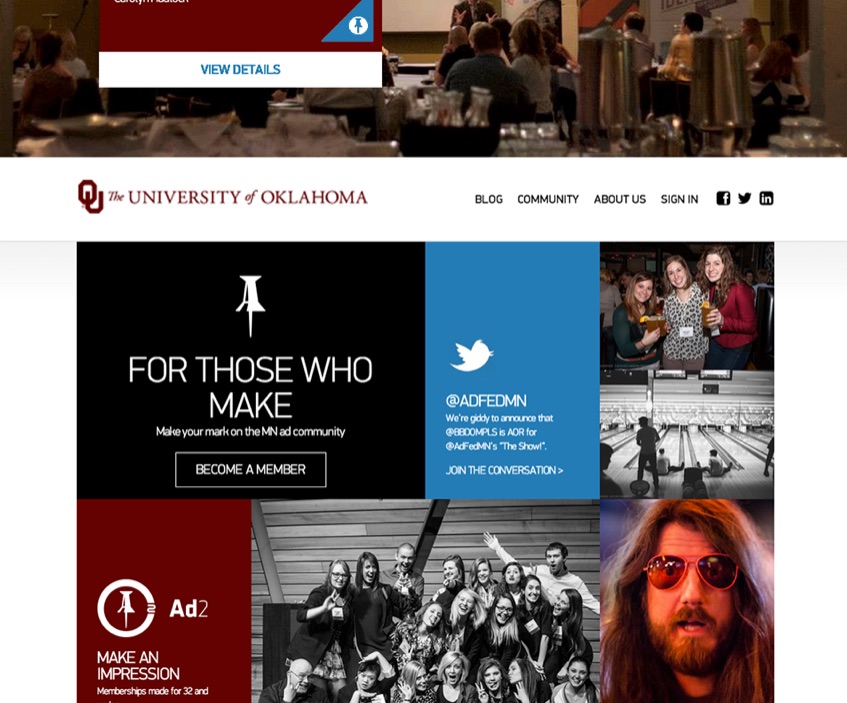 VIEW DETAILS
OU The UNIVERSITY of OKLAHOMA
BLOG COMMUNITY ABOUT US SIGN IN
FOR THOSE WHO
MAKE
Make your mark on the MN ad community
BECOME A MEMBER
@ADFEDMN
We're giddy to announce that
@BBDOMPLS is AOR for
@AdFedMN's "The Show!".
JOIN THE CONVERSATION >
Ad2
MAKE AN
IMPRESSION
Memberships made for 32 and